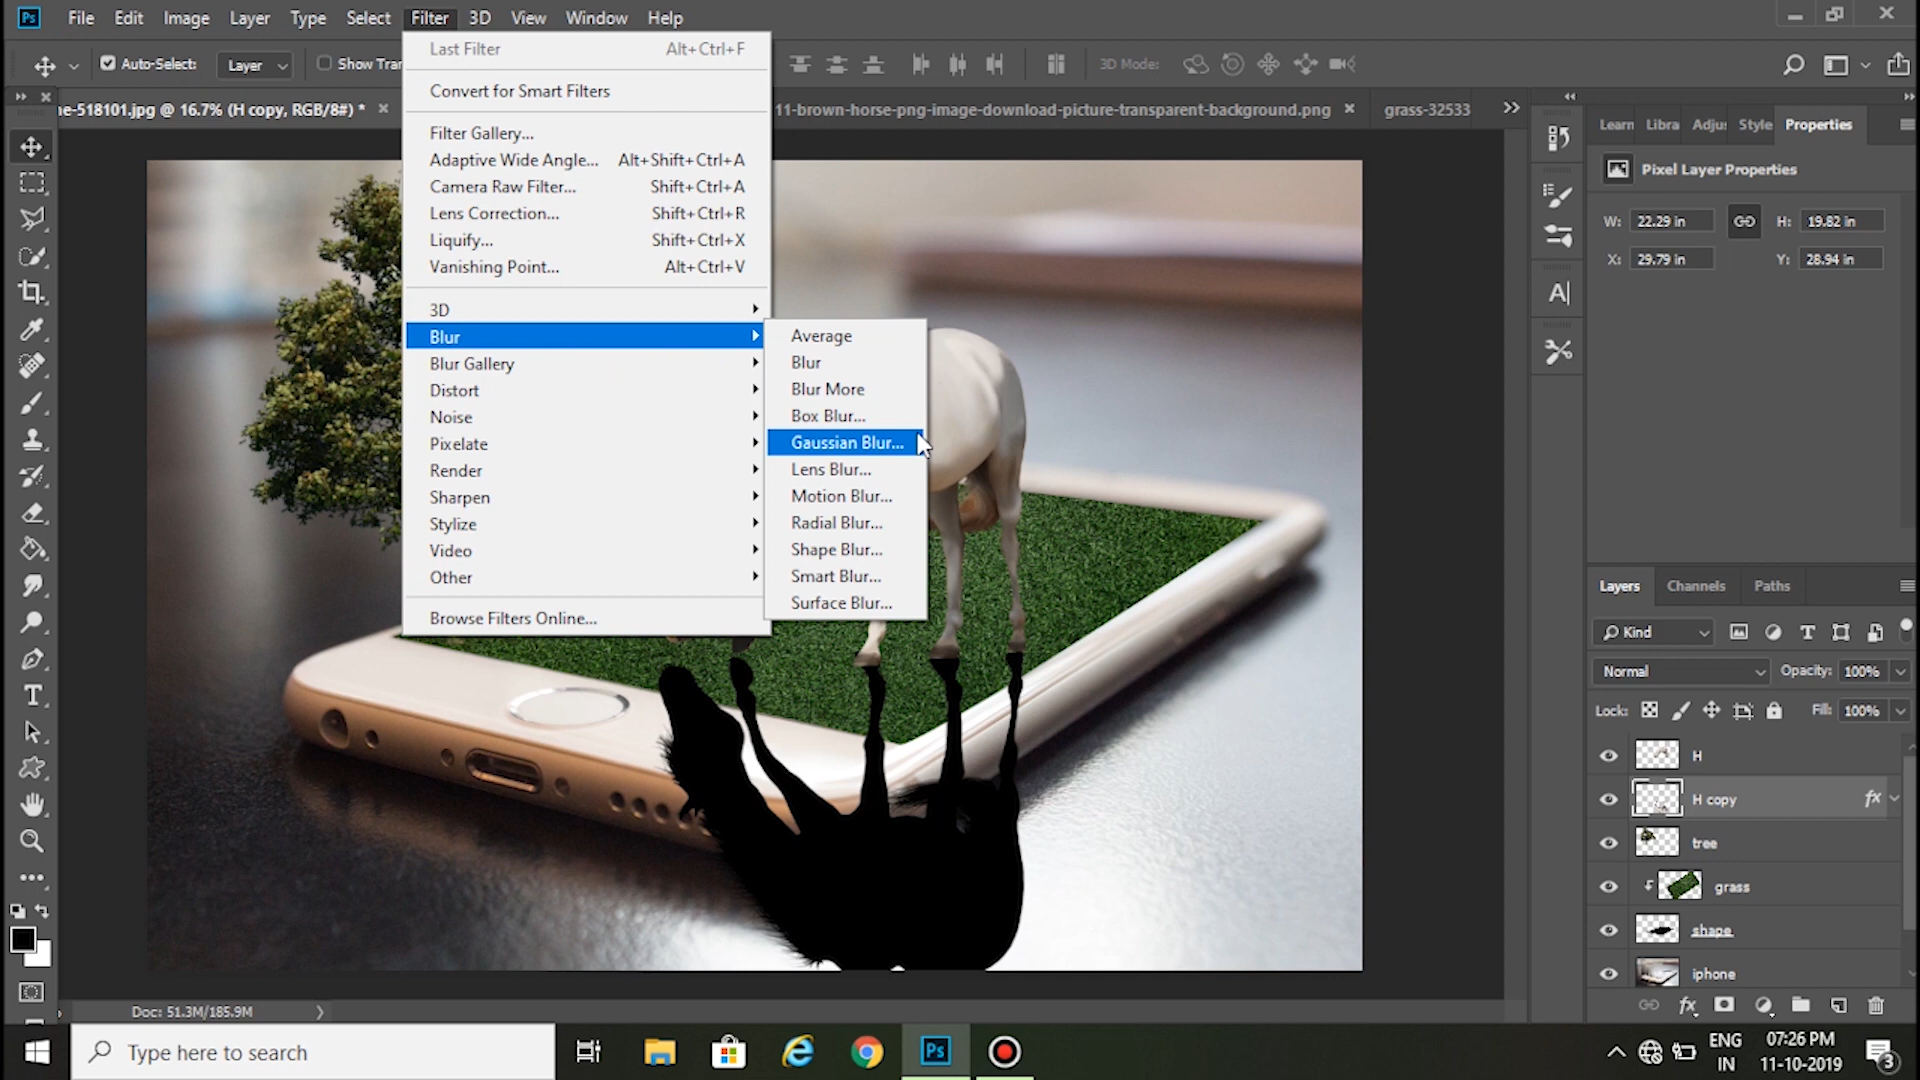 Ps File Edit Image Layer Type Select Filter 3D View Window Help
Auto-Select: Layer Show Tran 3D Mode:
ne-518101.jpg @ 16.7% (H copy, RGB/8#) * 11-brown-horse-png-image-download-picture-transparent-background.png grass-32533
Last Filter Alt+Ctrl+F
Convert for Smart Filters
Filter Gallery...
Adaptive Wide Angle... Alt+Shift+Ctrl+A
Camera Raw Filter... Shift+Ctrl+A
Lens Correction... Shift+Ctrl+R
Liquify... Shift+Ctrl+X
Vanishing Point... Alt+Ctrl+V
3D
Blur
Blur Gallery
Distort
Noise
Pixelate
Render
Sharpen
Stylize
Video
Other
Browse Filters Online...
Average
Blur
Blur More
Box Blur...
Gaussian Blur...
Lens Blur...
Motion Blur...
Radial Blur...
Shape Blur...
Smart Blur...
Surface Blur...
Learn Libra Adju Style Properties
Pixel Layer Properties
W: 22.29 in H: 19.82 in
X: 29.79 in Y: 28.94 in
Layers Channels Paths
Kind
Normal Opacity: 100%
Lock: Fill: 100%
H
H copy fx
tree
grass
shape
iphone
fx
Doc: 51.3M/185.9M
Type here to search
Ps
ENG 07:26 PM
IN 11-10-2019 3